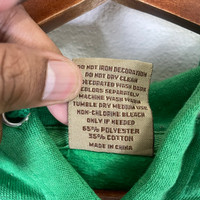 DO NOT IRON DECORATION
DO NOT DRY CLEAN
DECORATED WASH DARK
COLORS SEPARATELY
MACHINE WASH WARM
TUMBLE DRY MEDIUM USE
NON-CHLORINE BLEACH
ONLY IF NEEDED
65% POLYESTER
35% COTTON
MADE IN CHINA